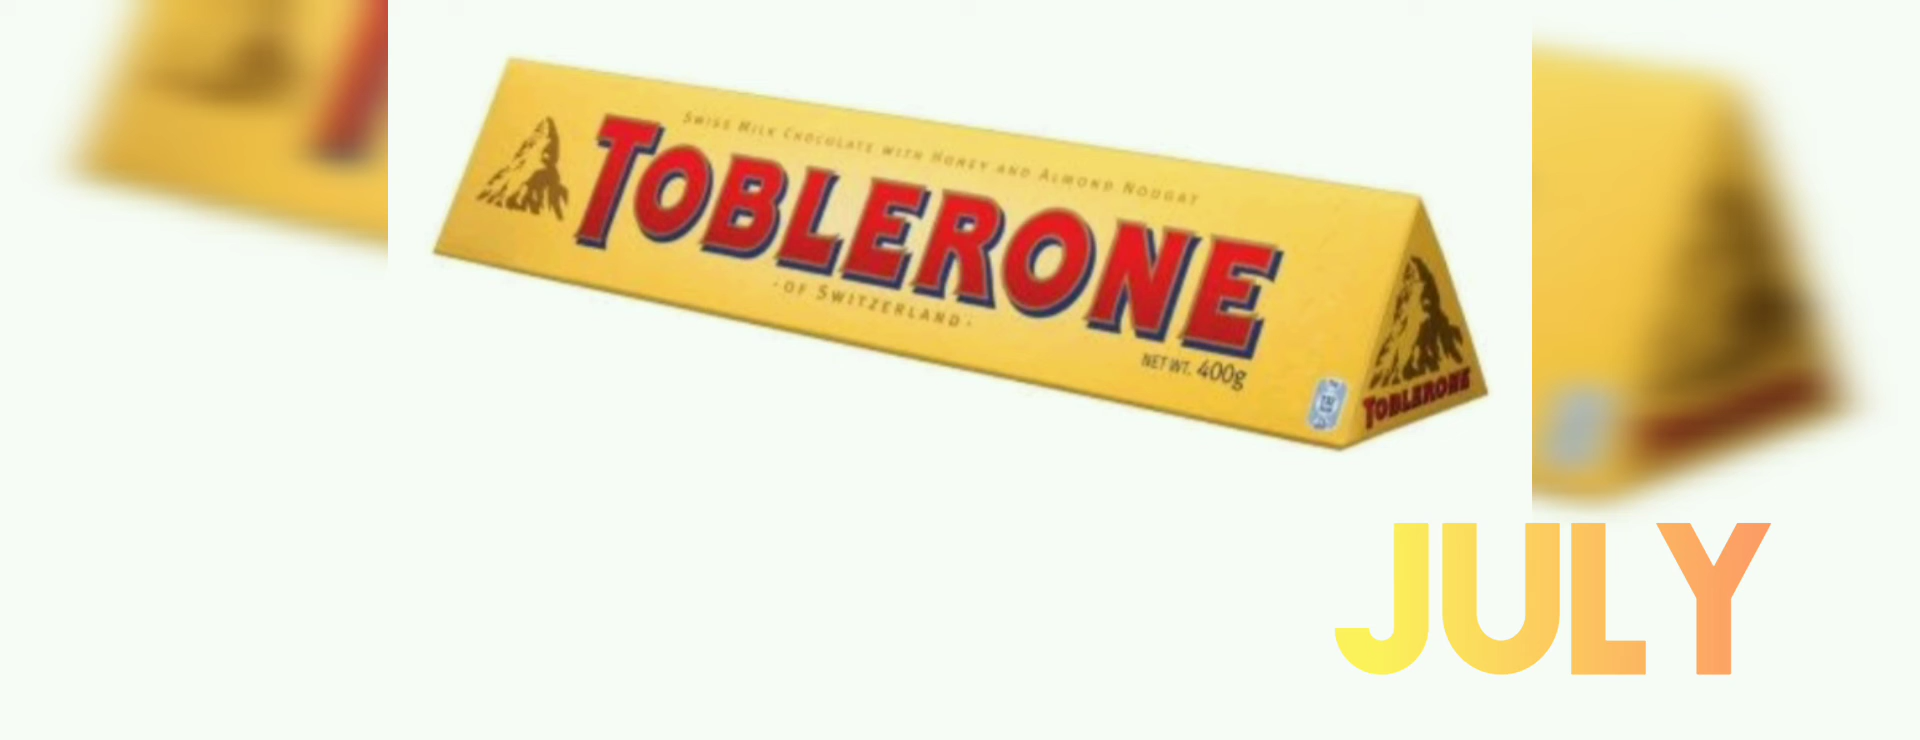 Swiss Milk Chocolate with Honey and Almond Nougat
TOBLERONE
·OF SWITZERLAND·
NET WT. 400g
TOBLERONE
JULY